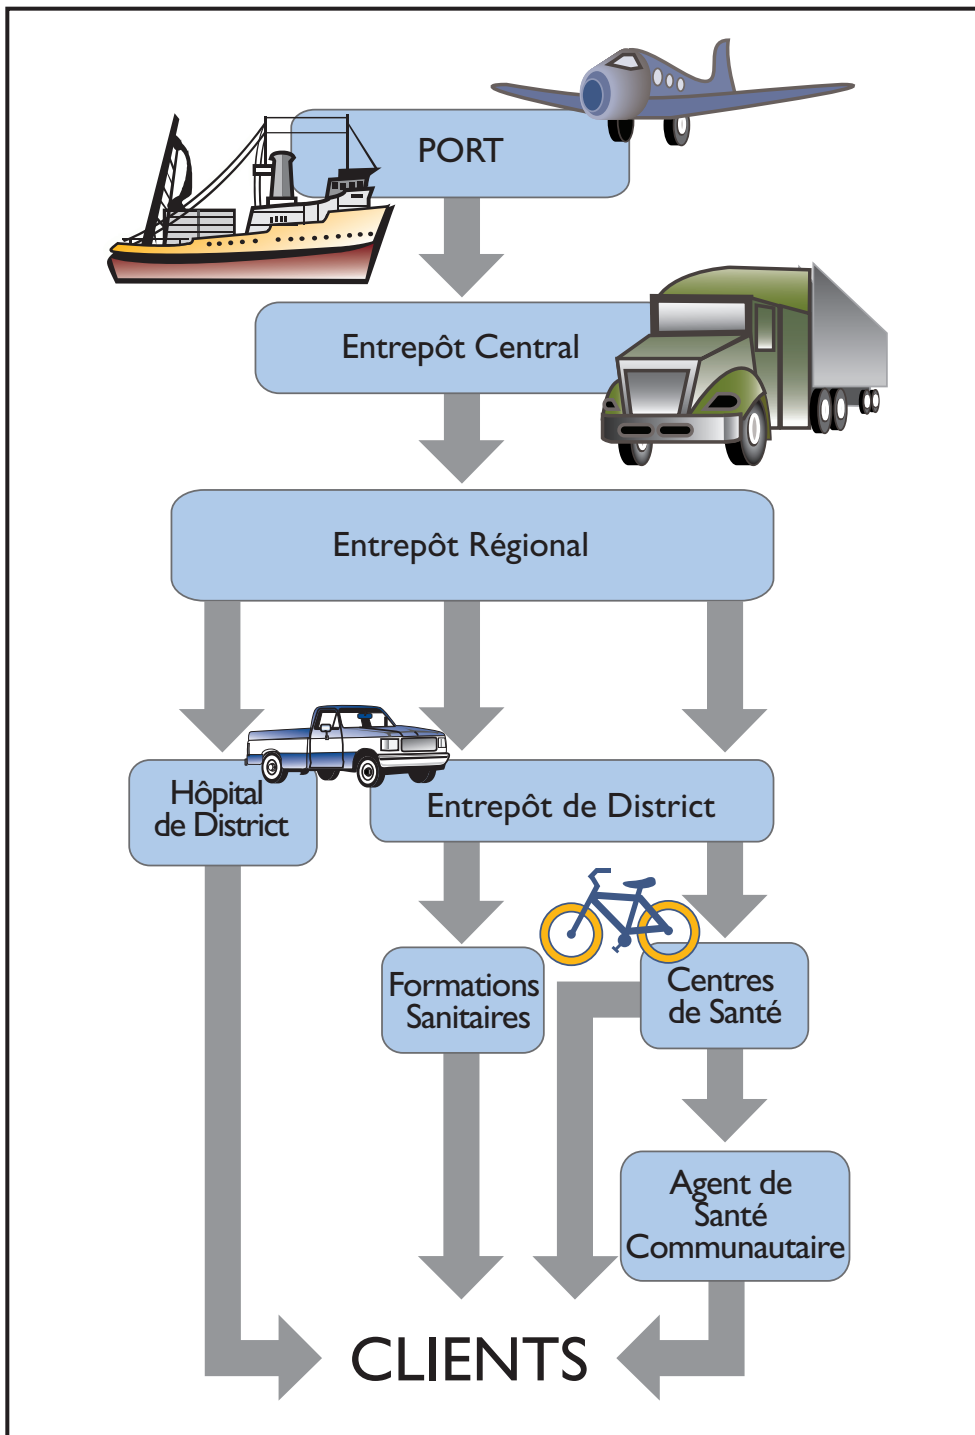 PORT
Entrepôt Central
Entrepôt Régional
Hôpital
de District
Entrepôt de District
Formations
Sanitaires
Centres
de Santé
Agent de
Santé
Communautaire
CLIENTS